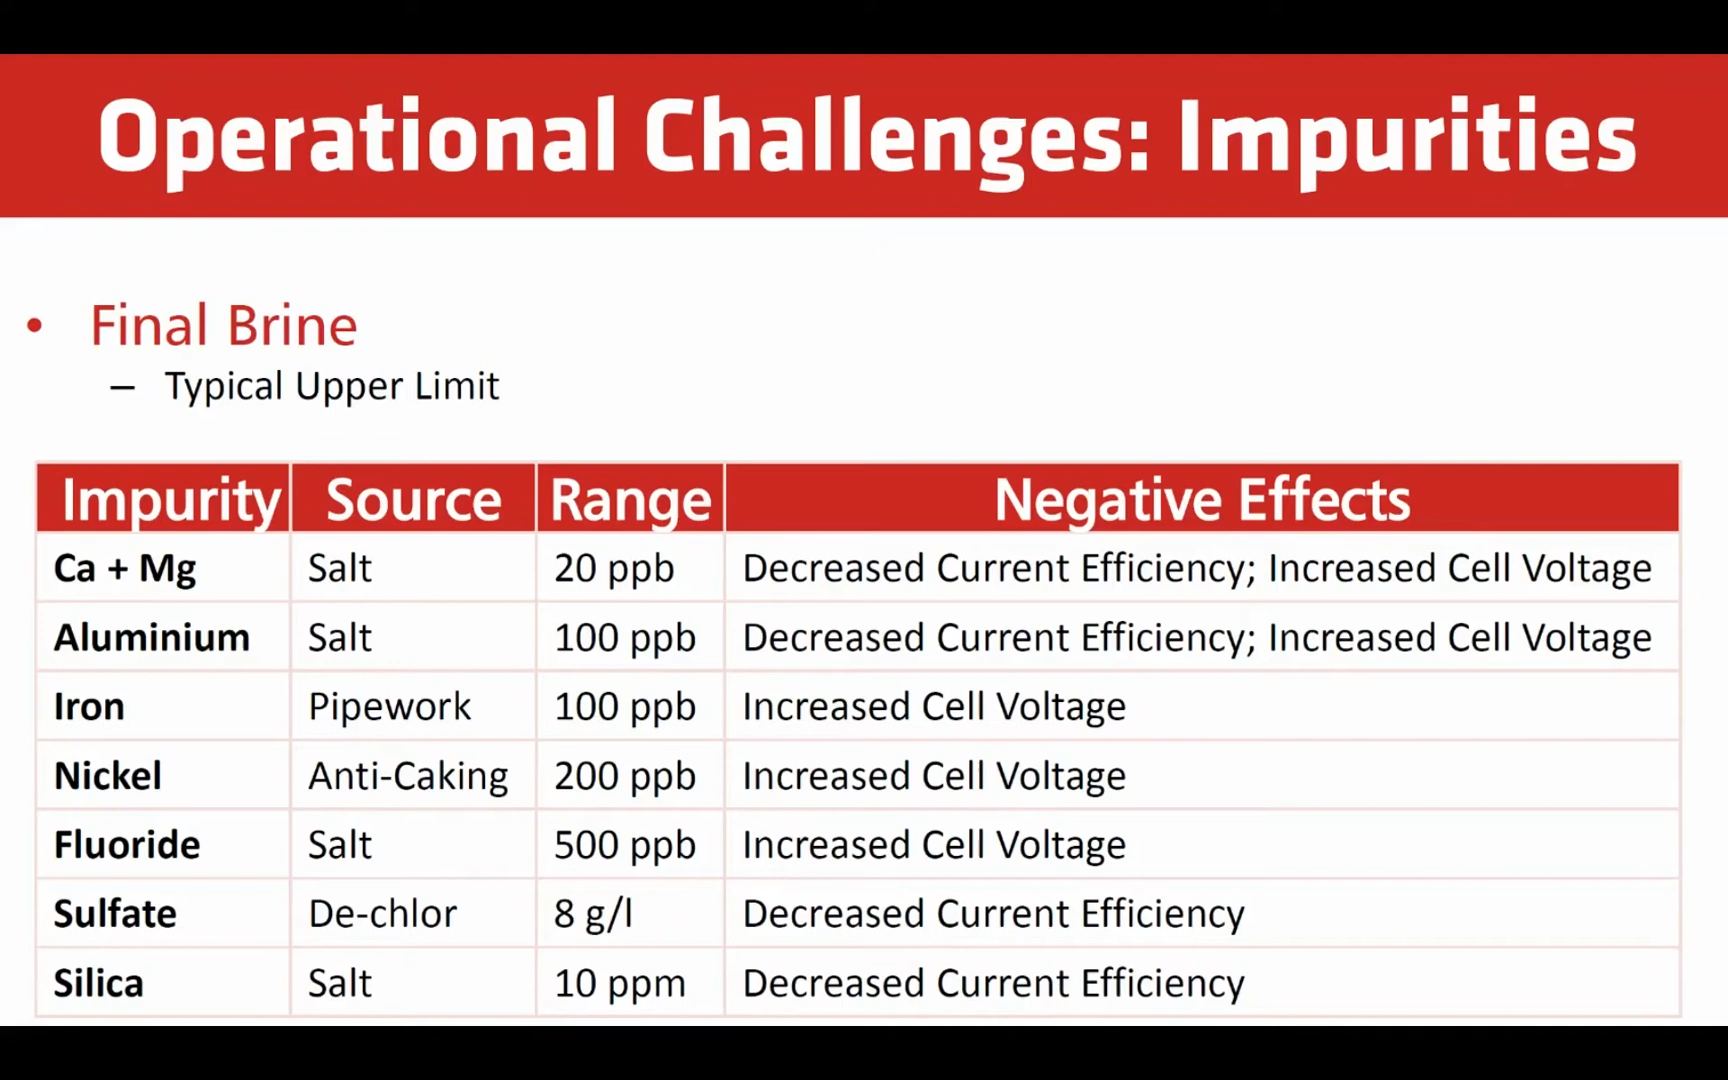 Operational Challenges: Impurities
• Final Brine
– Typical Upper Limit
Impurity Source Range Negative Effects
Ca + Mg Salt 20 ppb Decreased Current Efficiency; Increased Cell Voltage
Aluminium Salt 100 ppb Decreased Current Efficiency; Increased Cell Voltage
Iron Pipework 100 ppb Increased Cell Voltage
Nickel Anti-Caking 200 ppb Increased Cell Voltage
Fluoride Salt 500 ppb Increased Cell Voltage
Sulfate De-chlor 8 g/l Decreased Current Efficiency
Silica Salt 10 ppm Decreased Current Efficiency